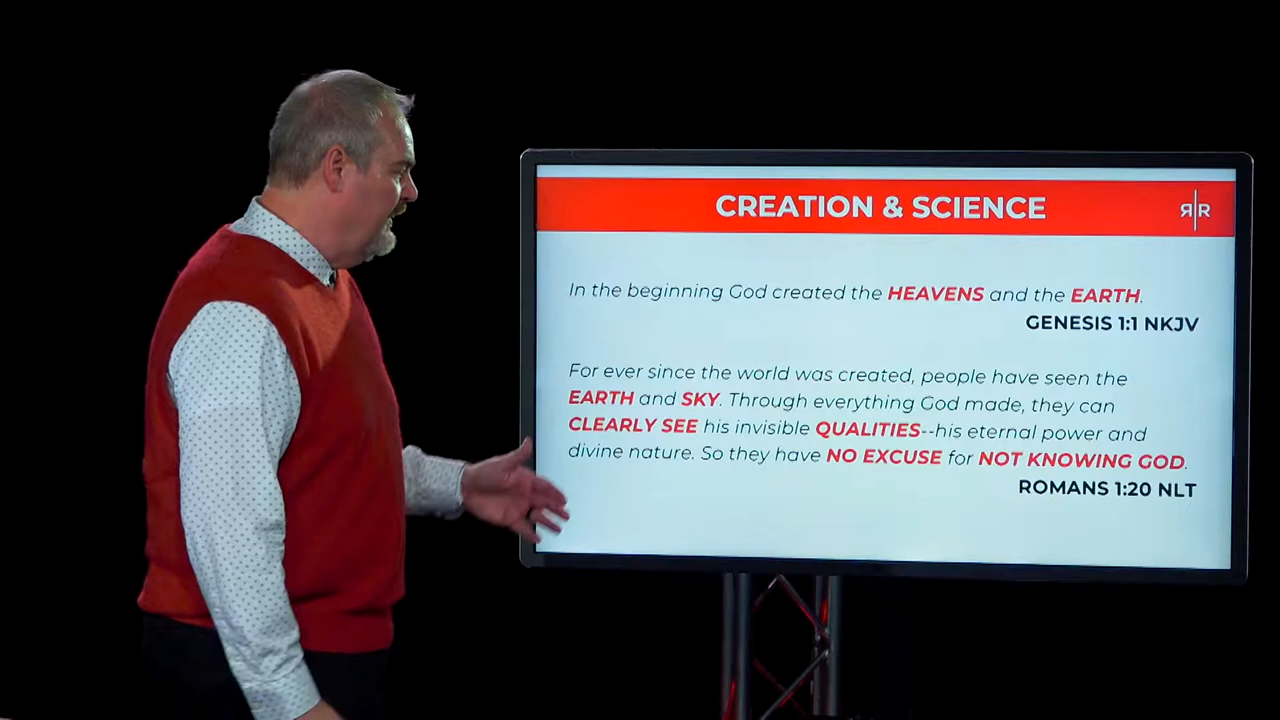 CREATION & SCIENCE
ЯR
In the beginning God created the HEAVENS and the EARTH.
GENESIS 1:1 NKJV
For ever since the world was created, people have seen the
EARTH and SKY. Through everything God made, they can
CLEARLY SEE his invisible QUALITIES--his eternal power and
divine nature. So they have NO EXCUSE for NOT KNOWING GOD.
ROMANS 1:20 NLT